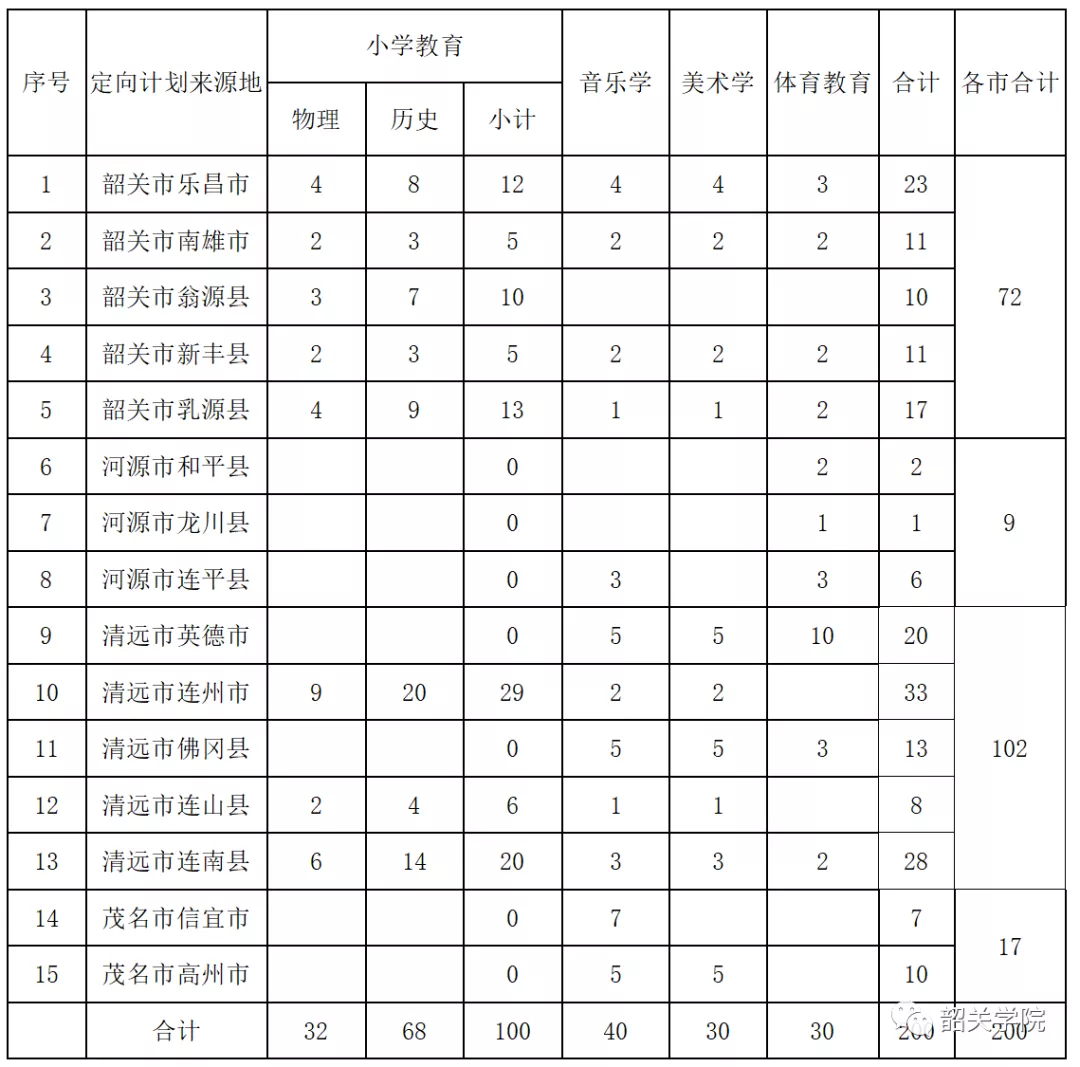 序号 定向计划来源地 小学教育 音乐学 美术学 体育教育 合计 各市合计
物理 历史 小计
1 韶关市乐昌市 4 8 12 4 4 3 23
2 韶关市南雄市 2 3 5 2 2 2 11
3 韶关市翁源县 3 7 10 10 72
4 韶关市新丰县 2 3 5 2 2 2 11
5 韶关市乳源县 4 9 13 1 1 2 17
6 河源市和平县 0 2 2
7 河源市龙川县 0 1 1 9
8 河源市连平县 0 3 3 6
9 清远市英德市 0 5 5 10 20
10 清远市连州市 9 20 29 2 2 33
11 清远市佛冈县 0 5 5 3 13 102
12 清远市连山县 2 4 6 1 1 8
13 清远市连南县 6 14 20 3 3 2 28
14 茂名市信宜市 0 7 7
17
15 茂名市高州市 0 5 5 10
合计 32 68 100 40 30 30 200 200
韶关学院